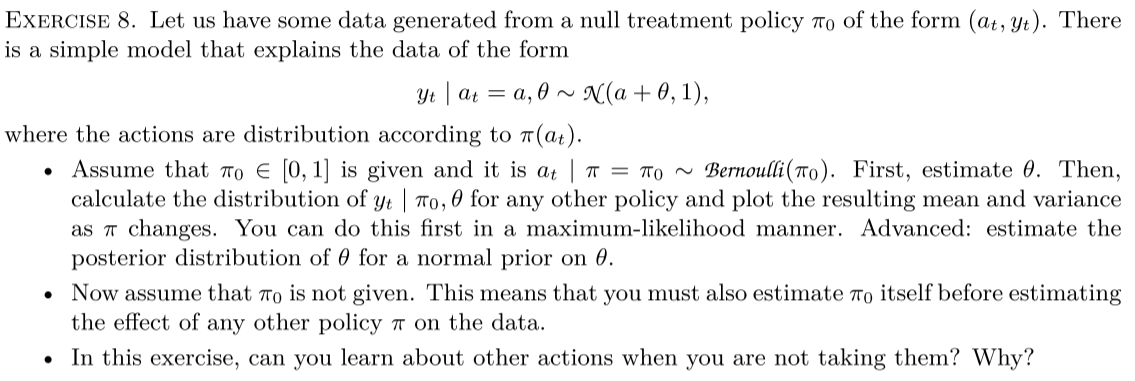 EXERCISE 8. Let us have some data generated from a null treatment policy π₀ of the form (aₜ, yₜ). There
is a simple model that explains the data of the form
yₜ | aₜ = a, θ ∼ 𝒩(a + θ, 1),
where the actions are distribution according to π(aₜ).
• Assume that π₀ ∈ [0, 1] is given and it is aₜ | π = π₀ ∼ Bernoulli(π₀). First, estimate θ. Then,
calculate the distribution of yₜ | π₀, θ for any other policy and plot the resulting mean and variance
as π changes. You can do this first in a maximum-likelihood manner. Advanced: estimate the
posterior distribution of θ for a normal prior on θ.
• Now assume that π₀ is not given. This means that you must also estimate π₀ itself before estimating
the effect of any other policy π on the data.
• In this exercise, can you learn about other actions when you are not taking them? Why?